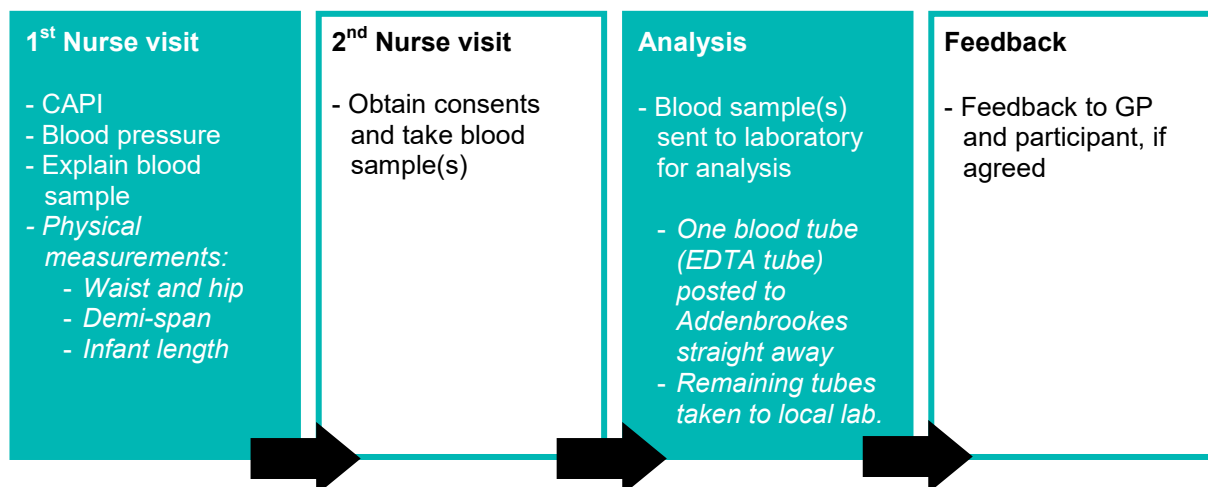 1st Nurse visit
- CAPI
- Blood pressure
- Explain blood
sample
- Physical
measurements:
- Waist and hip
- Demi-span
- Infant length
2nd Nurse visit
- Obtain consents
and take blood
sample(s)
Analysis
- Blood sample(s)
sent to laboratory
for analysis
- One blood tube
(EDTA tube)
posted to
Addenbrookes
straight away
- Remaining tubes
taken to local lab.
Feedback
- Feedback to GP
and participant, if
agreed